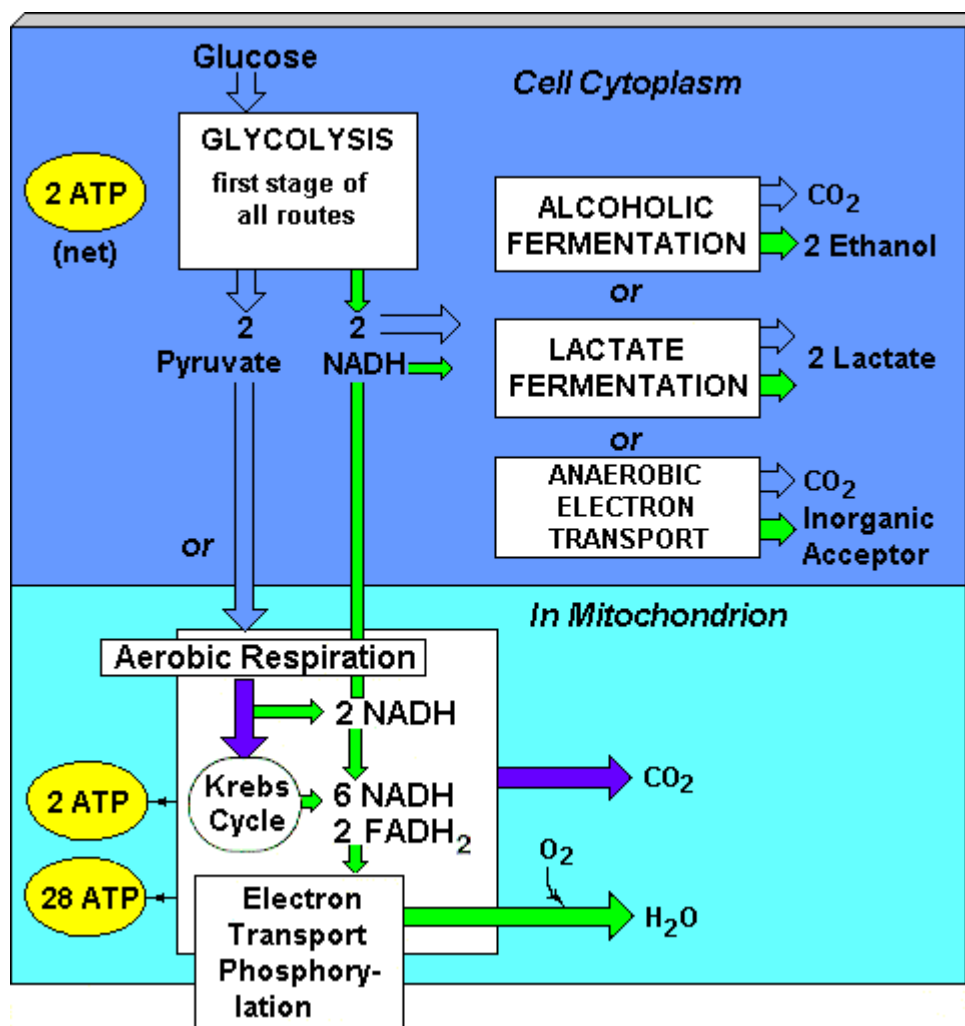 Glucose
Cell Cytoplasm
GLYCOLYSIS
first stage of
all routes
2 ATP
(net)
ALCOHOLIC
FERMENTATION
CO2
2 Ethanol
or
2
Pyruvate
2
NADH
LACTATE
FERMENTATION
2 Lactate
or
ANAEROBIC
ELECTRON
TRANSPORT
CO2
Inorganic
Acceptor
or
In Mitochondrion
Aerobic Respiration
2 NADH
Krebs
Cycle
6 NADH
2 FADH2
2 ATP
CO2
O2
28 ATP
Electron
Transport
Phosphory-
lation
H2O